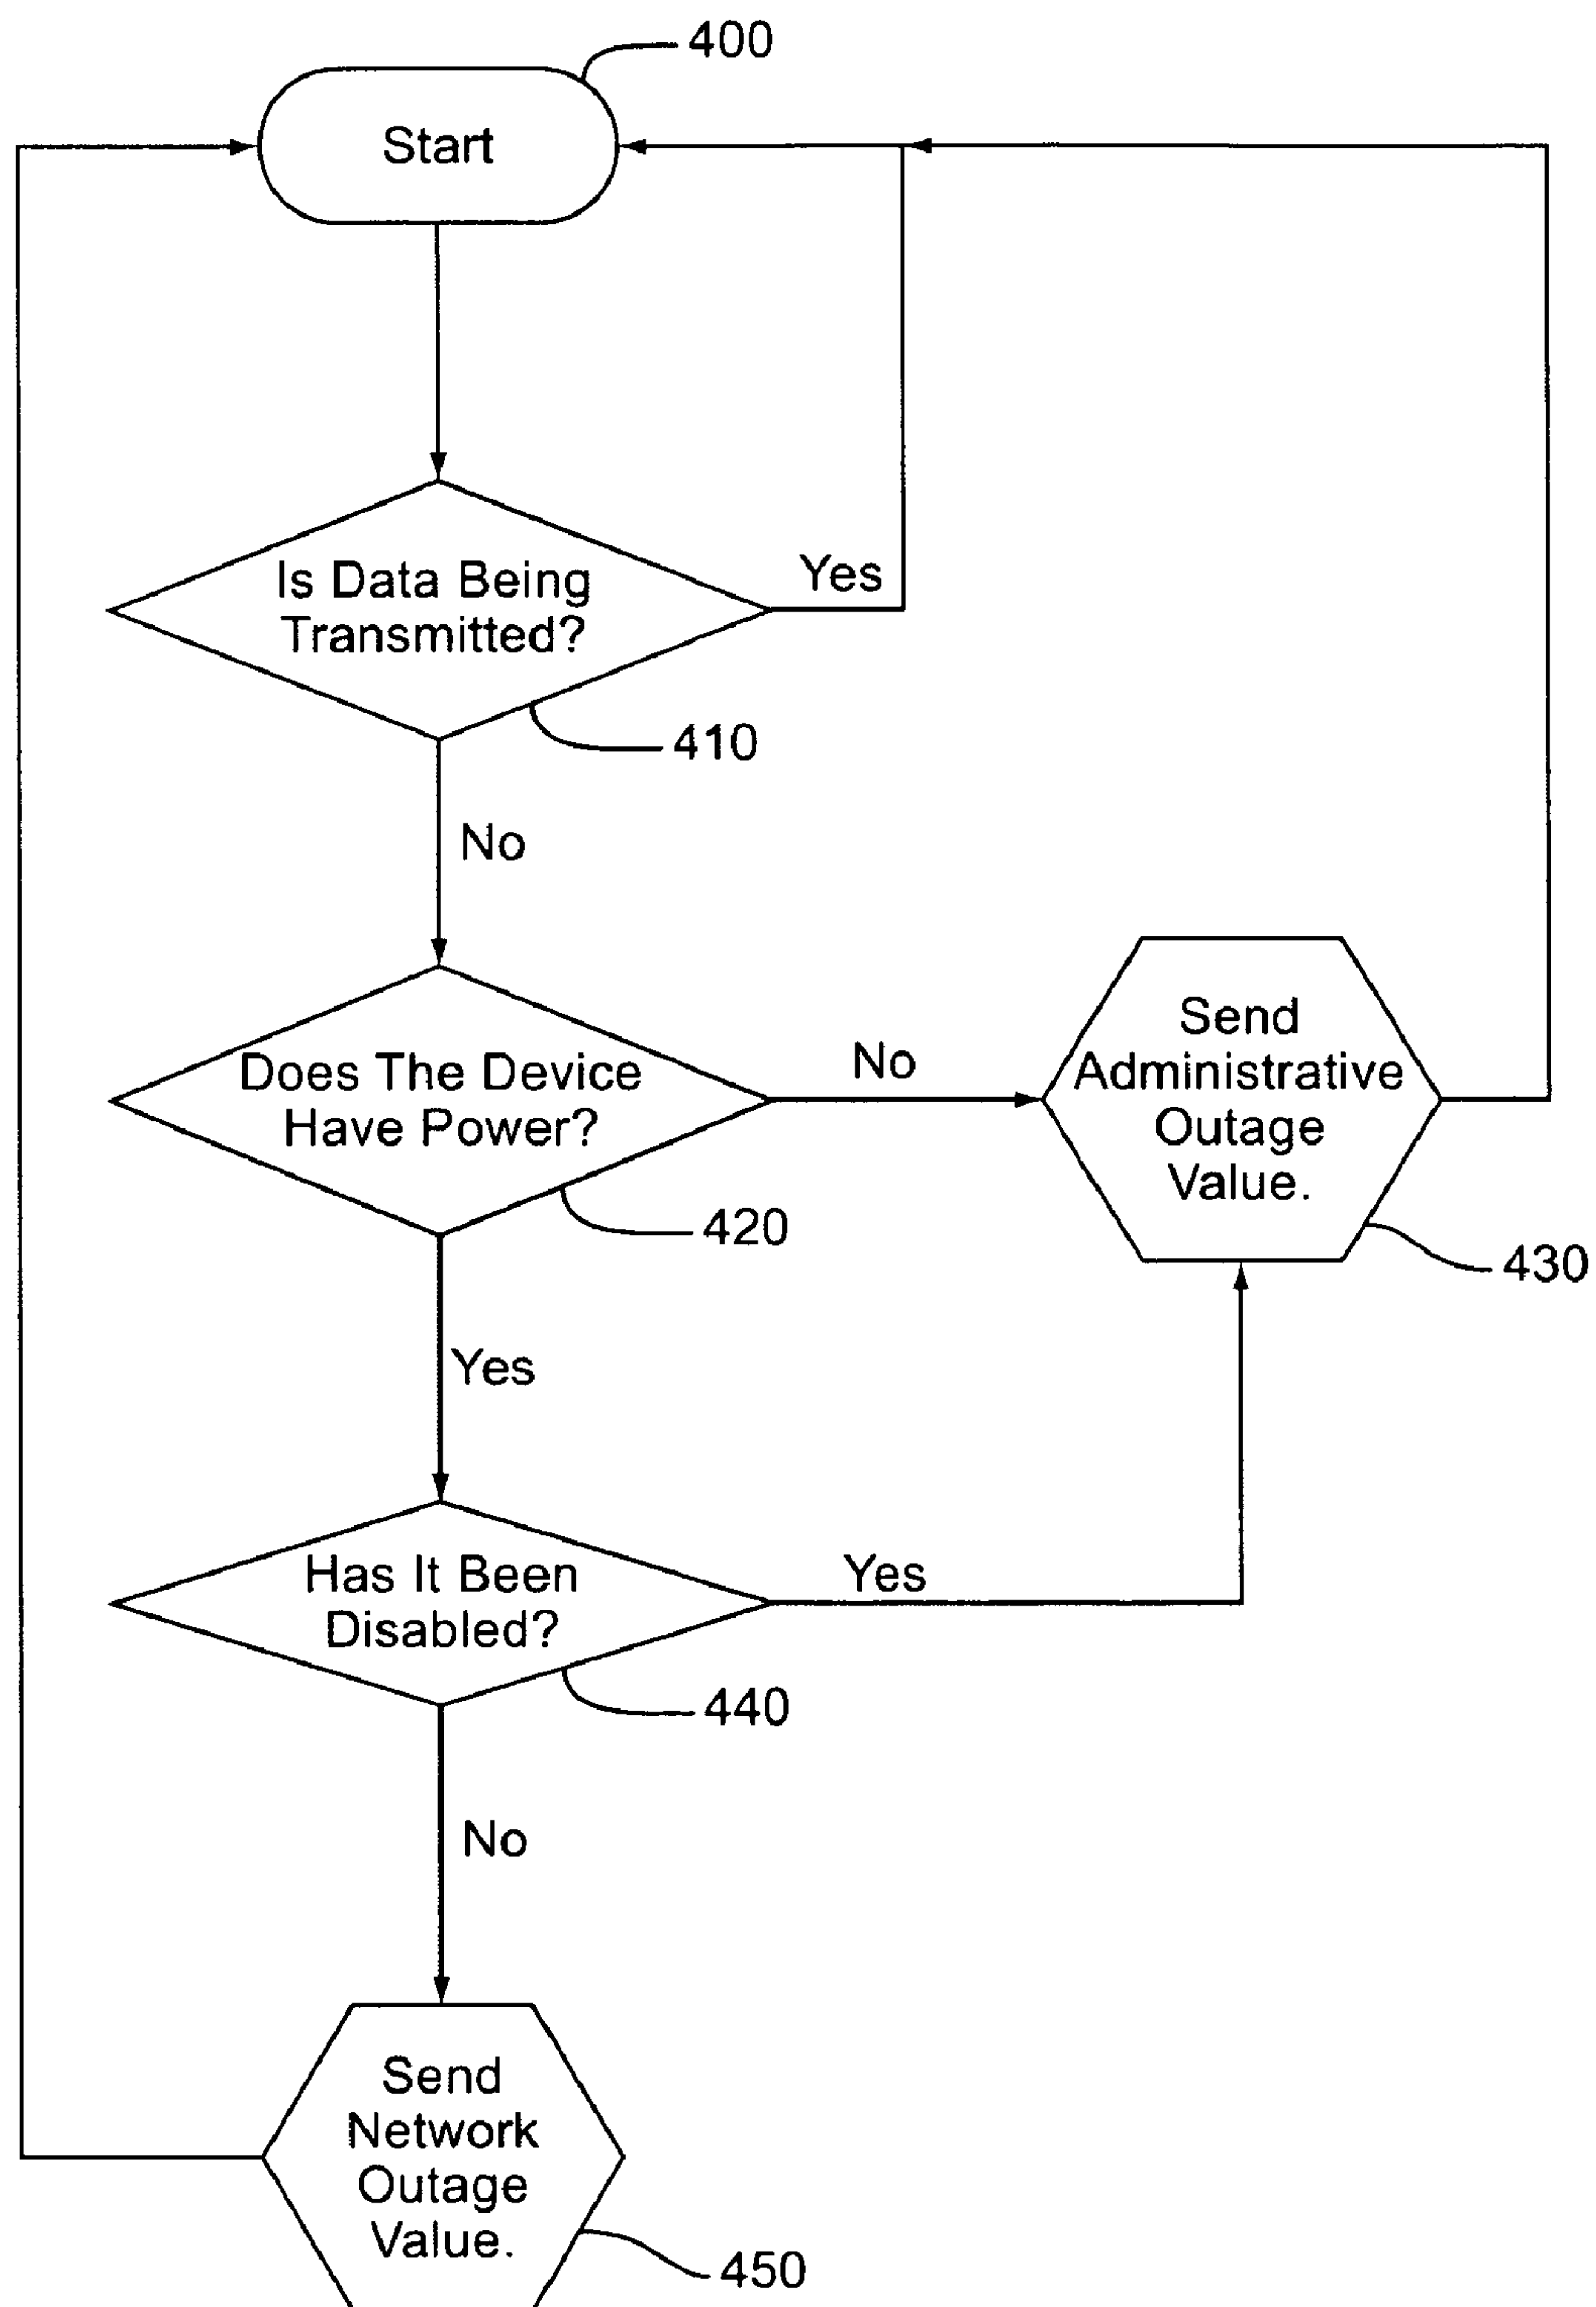 400
Start
Is Data Being
Transmitted?
Yes
410
No
Does The Device
Have Power?
No
420
Send
Administrative
Outage
Value.
430
Yes
Has It Been
Disabled?
Yes
440
No
Send
Network
Outage
Value.
450